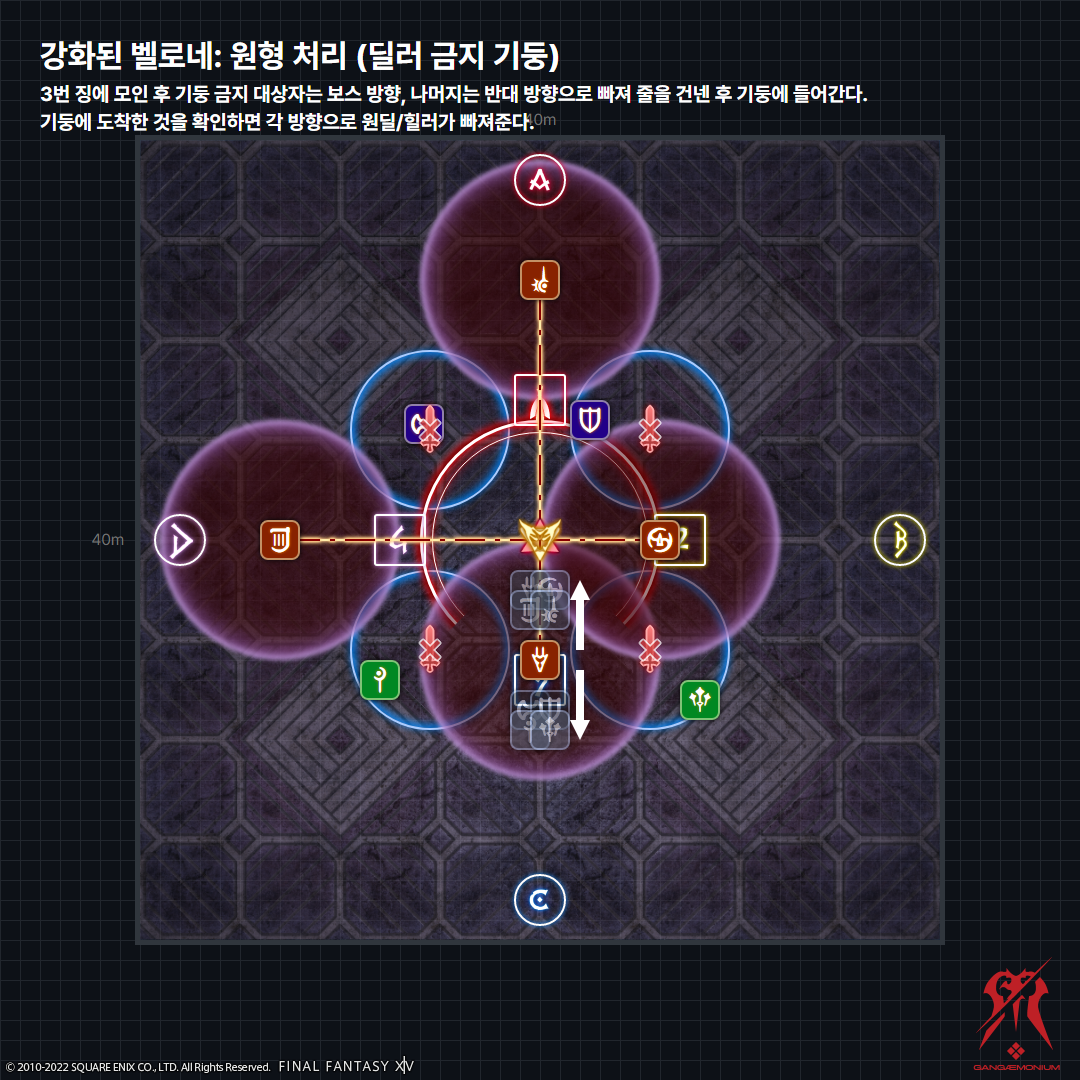 강화된 벨로네: 원형 처리 (딜러 금지 기둥)
3번 징에 모인 후 기둥 금지 대상자는 보스 방향, 나머지는 반대 방향으로 빠져 줄을 건넨 후 기둥에 들어간다.
기둥에 도착한 것을 확인하면 각 방향으로 원딜/힐러가 빠져준다.
40m
A
40m
2
D
B
C
© 2010-2022 SQUARE ENIX CO., LTD. All Rights Reserved. FINAL FANTASY XIV
GANGÆMONIUM